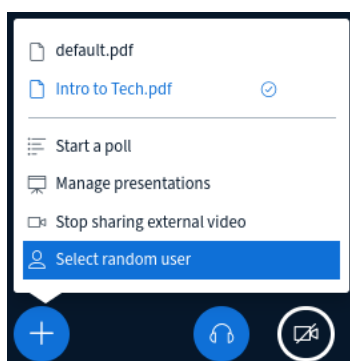 default.pdf
Intro to Tech.pdf
Start a poll
Manage presentations
Stop sharing external video
Select random user